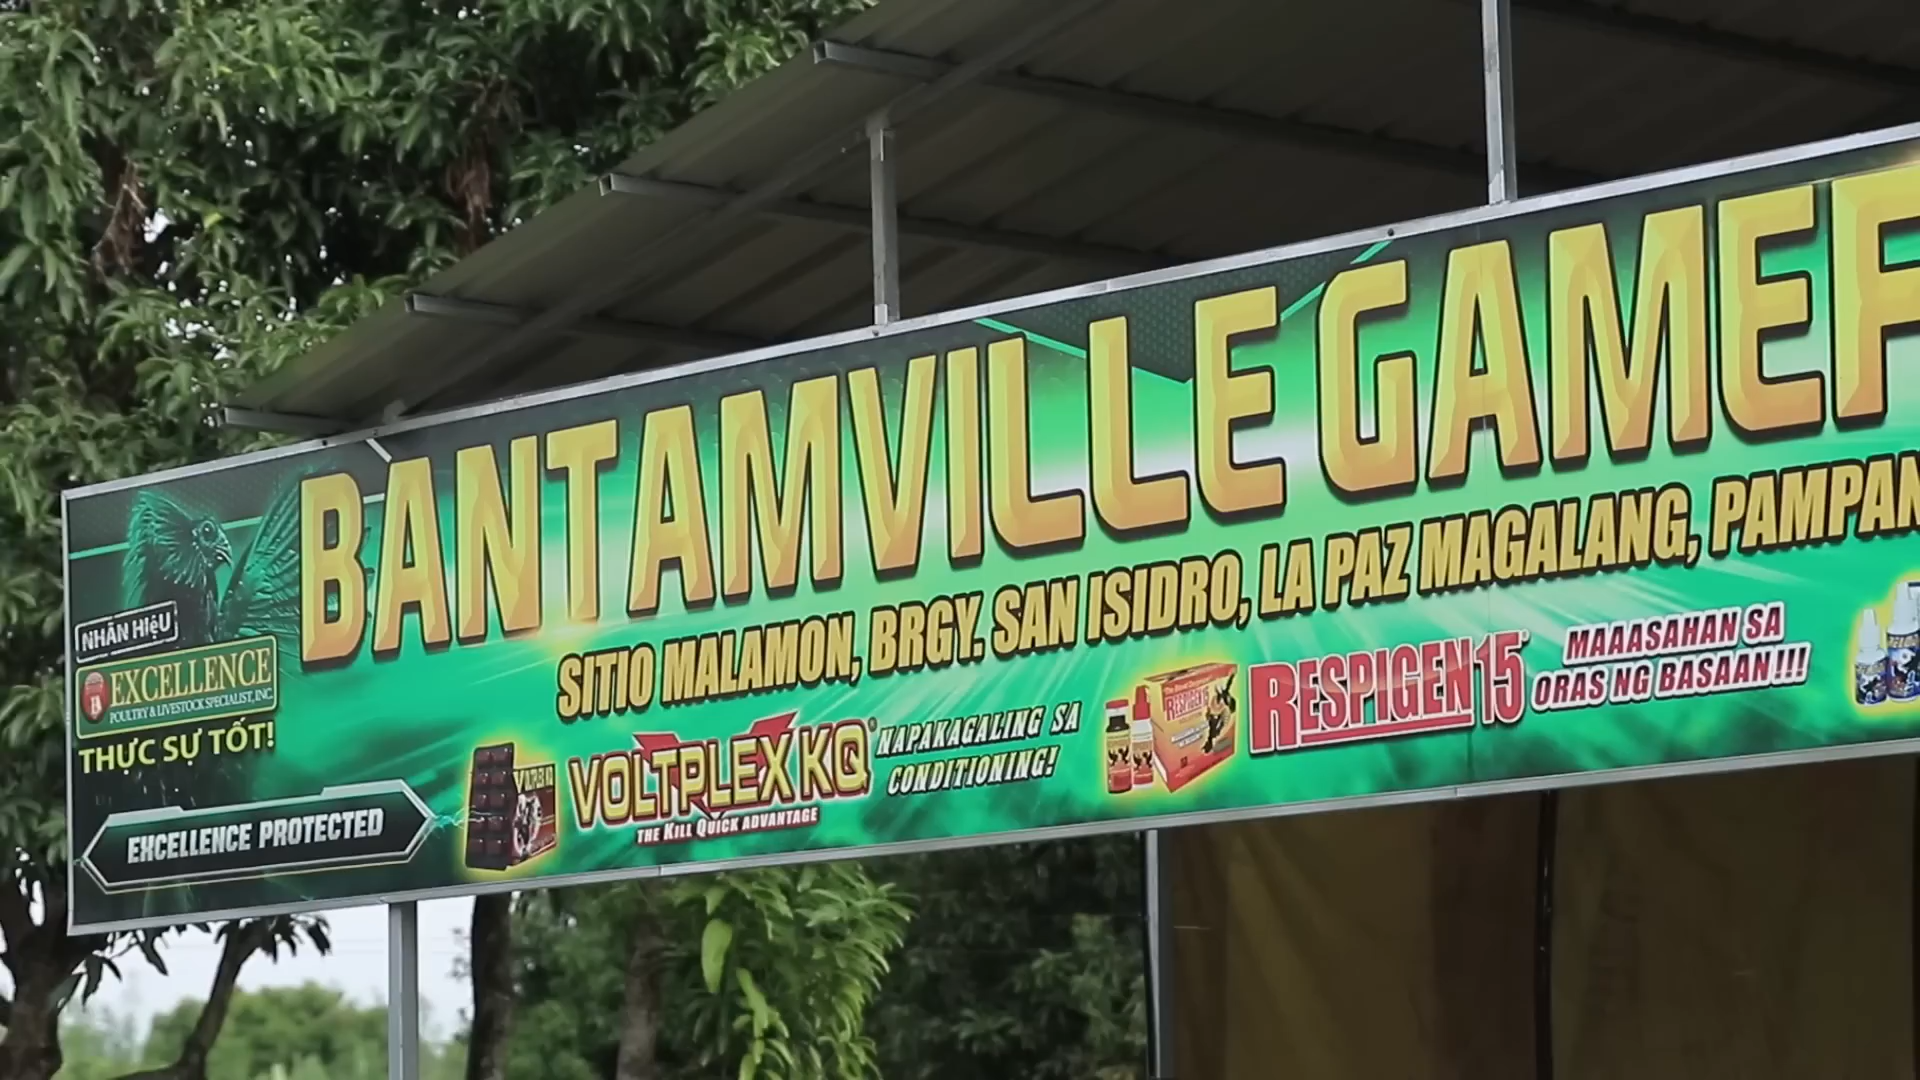 BANTAMVILLE GAMEF
SITIO MALAMON, BRGY. SAN ISIDRO, LA PAZ MAGALANG, PAMPAN
NHÃN HIỆU
EXCELLENCE
POULTRY & LIVESTOCK SPECIALIST, INC.
THỰC SỰ TỐT!
EXCELLENCE PROTECTED
VOLTPLEX KQ®
THE KILL QUICK ADVANTAGE
NAPAKAGALING SA
CONDITIONING!
RESPIGEN 15
RESPIGEN 15®
MAAASAHAN SA
ORAS NG BASAAN!!!